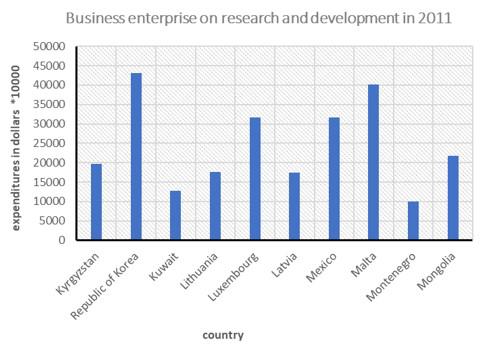 Business enterprise on research and development in 2011
expenditures in dollars *10000
50000
45000
40000
35000
30000
25000
20000
15000
10000
5000
0
Kyrgyzstan
Republic of Korea
Kuwait
Lithuania
Luxembourg
Latvia
Mexico
Malta
Montenegro
Mongolia
country